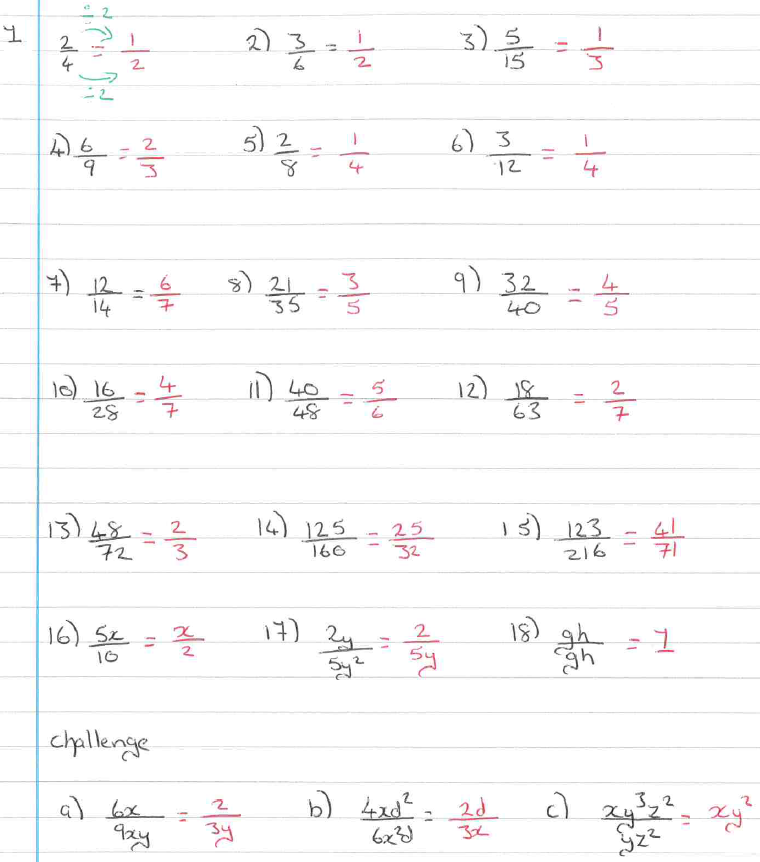 ÷2
1 2/4 = 1/2 2) 3/6 = 1/2 3) 5/15 = 1/3
÷2
4) 6/9 = 2/3 5) 2/8 = 1/4 6) 3/12 = 1/4
7) 12/14 = 6/7 8) 21/35 = 3/5 9) 32/40 = 4/5
10) 16/28 = 4/7 11) 40/48 = 5/6 12) 18/63 = 2/7
13) 48/72 = 2/3 14) 125/160 = 25/32 15) 123/216 = 41/71
16) 5x/10 = x/2 17) 2y/5y² = 2/5y 18) gh/gh = 1
challenge
a) 6x/9xy = 2/3y b) 4xd²/6x²d = 2d/3x c) xy³z²/yz² = xy²